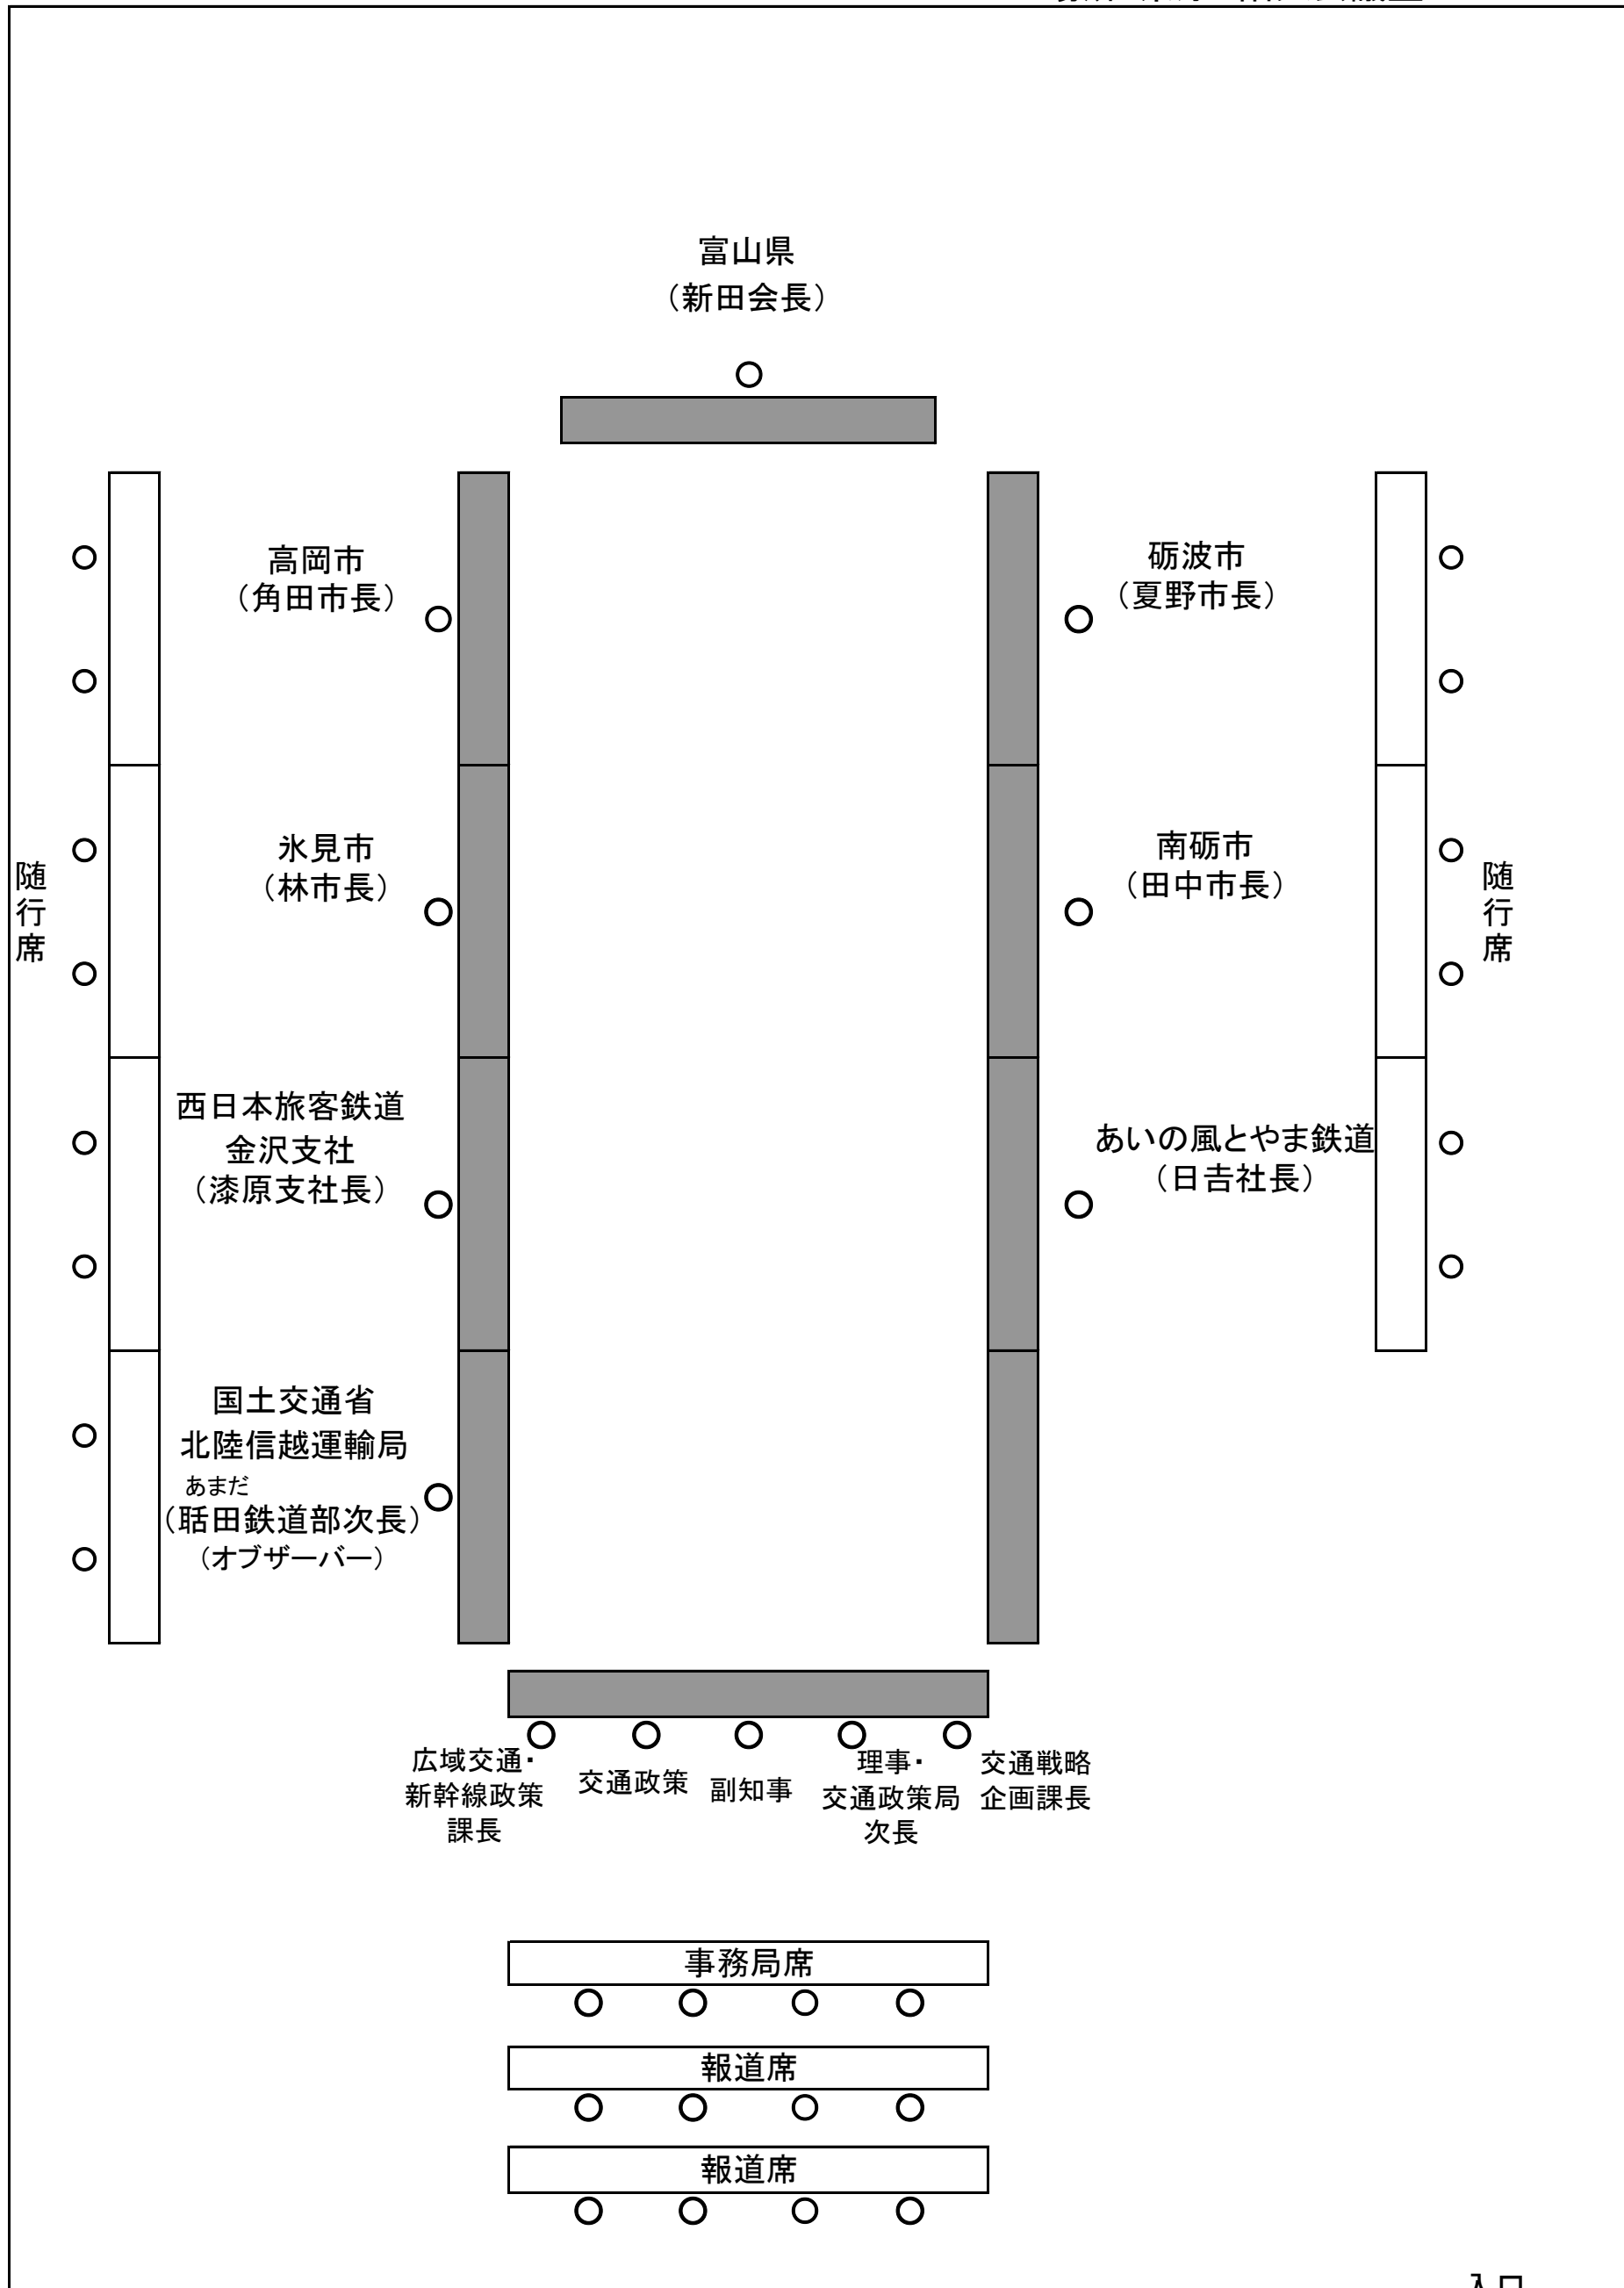 富山県
（新田会長）
高岡市
（角田市長）
砺波市
（夏野市長）
氷見市
（林市長）
南砺市
（田中市長）
随行席
随行席
西日本旅客鉄道
金沢支社
（漆原支社長）
あいの風とやま鉄道
（日𠮷社長）
国土交通省
北陸信越運輸局
あまだ
（聒田鉄道部次長）
（オブザーバー）
広域交通・
新幹線政策
課長
交通政策
副知事
理事・
交通政策局
次長
交通戦略
企画課長
事務局席
報道席
報道席
入口